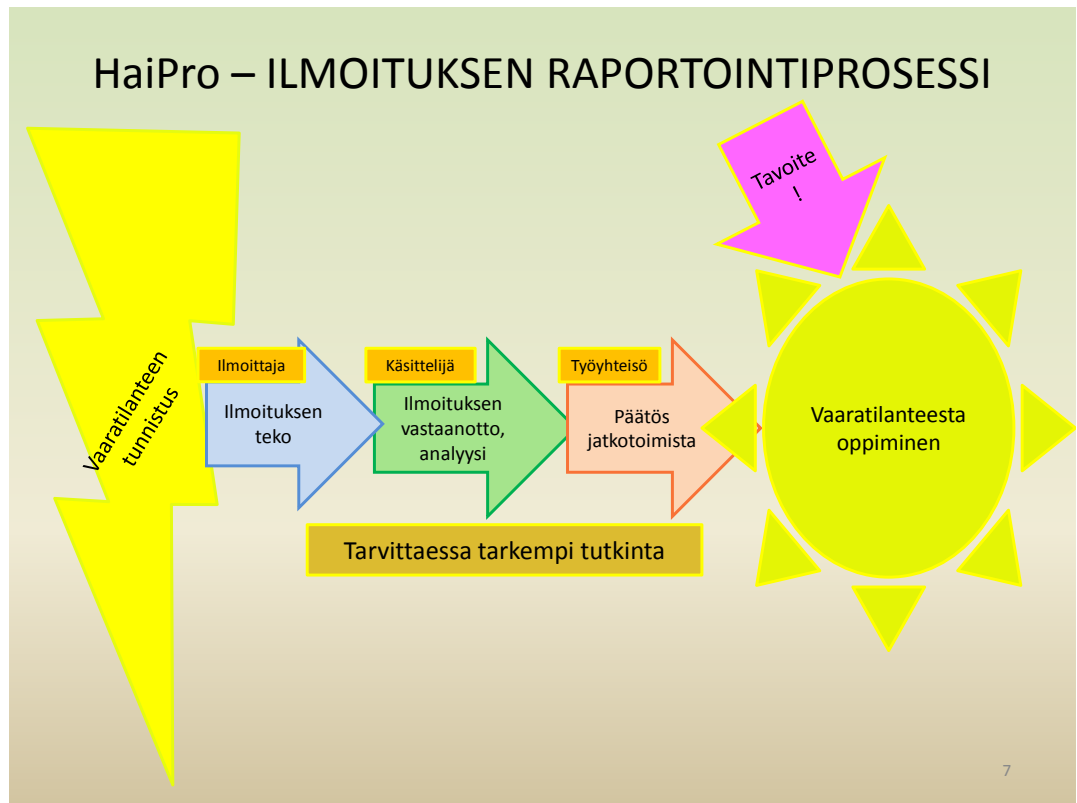 HaiPro – ILMOITUKSEN RAPORTOINTIPROSESSI
Tavoite
!
Vaaratilanteen
tunnistus
Ilmoittaja
Ilmoituksen
teko
Käsittelijä
Ilmoituksen
vastaanotto,
analyysi
Työyhteisö
Päätös
jatkotoimista
Vaaratilanteesta
oppiminen
Tarvittaessa tarkempi tutkinta
7